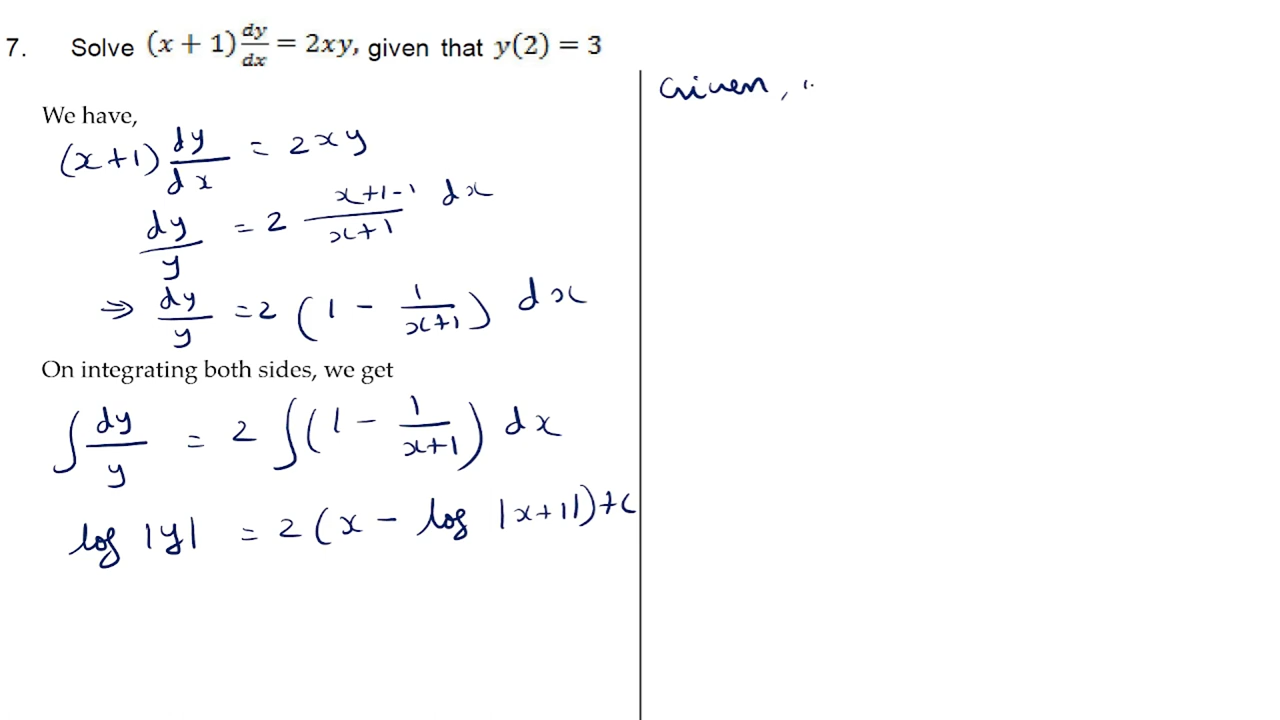 7. Solve (x + 1) dy/dx = 2xy, given that y(2) = 3
We have,
(x+1) dy/dx = 2xy
dy/y = 2 (x+1-1)/(x+1) dx
⇒ dy/y = 2 (1 - 1/(x+1)) dx
On integrating both sides, we get
∫ dy/y = 2 ∫(1 - 1/(x+1)) dx
log |y| = 2 (x - log |x+1|) + C
Given,